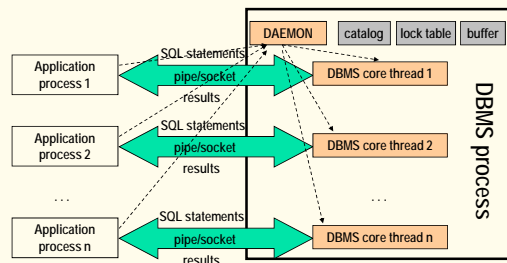 DAEMON
catalog
lock table
buffer
SQL statements
Application
process 1
pipe/socket
DBMS core thread 1
results
SQL statements
Application
process 2
pipe/socket
DBMS core thread 2
results
. . .
. . .
SQL statements
Application
process n
pipe/socket
DBMS core thread n
results
DBMS process